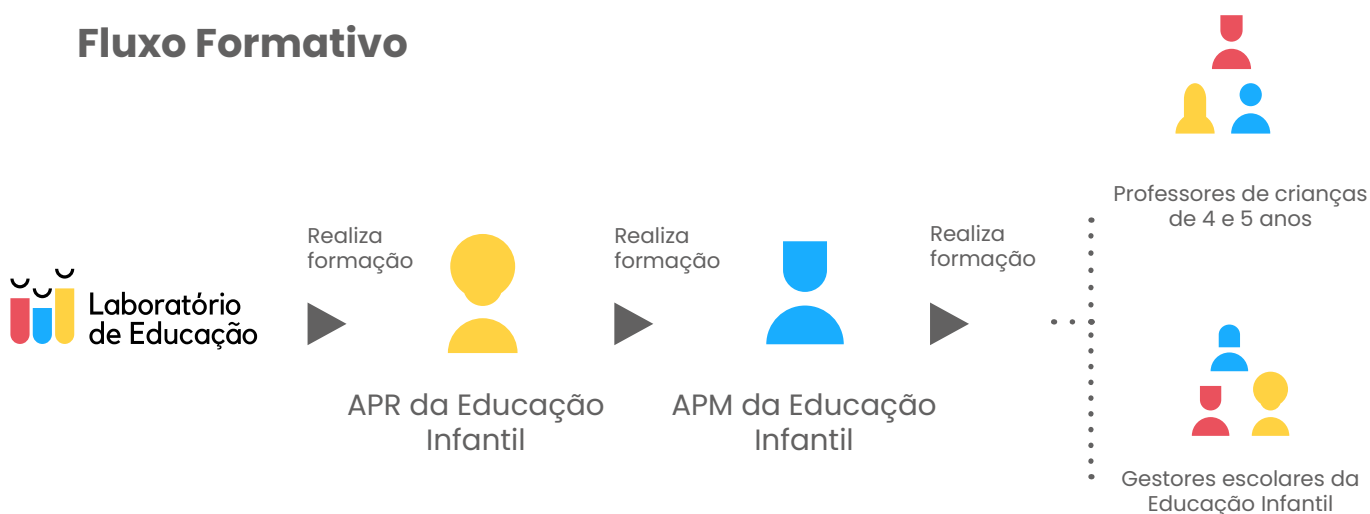 Fluxo Formativo
Laboratório
de Educação
Realiza
formação
APR da Educação
Infantil
Realiza
formação
APM da Educação
Infantil
Realiza
formação
Professores de crianças
de 4 e 5 anos
Gestores escolares da
Educação Infantil